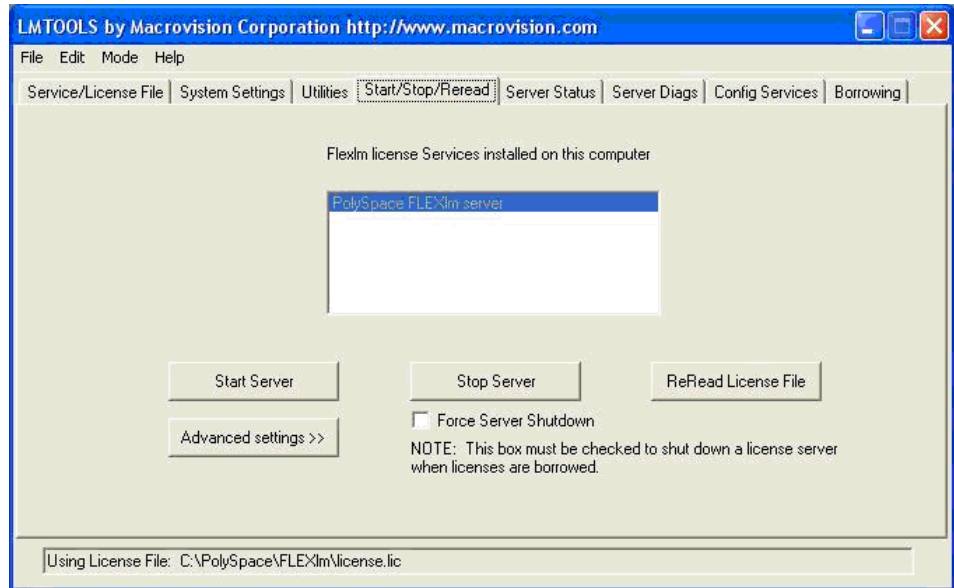 LMTOOLS by Macrovision Corporation http://www.macrovision.com
File Edit Mode Help
Service/License File System Settings Utilities Start/Stop/Reread Server Status Server Diags Config Services Borrowing
Flexlm license Services installed on this computer
PolySpace FLEXlm server
Start Server Stop Server ReRead License File
Force Server Shutdown
Advanced settings >>
NOTE: This box must be checked to shut down a license server
when licenses are borrowed.
Using License File: C:\PolySpace\FLEXlm\license.lic